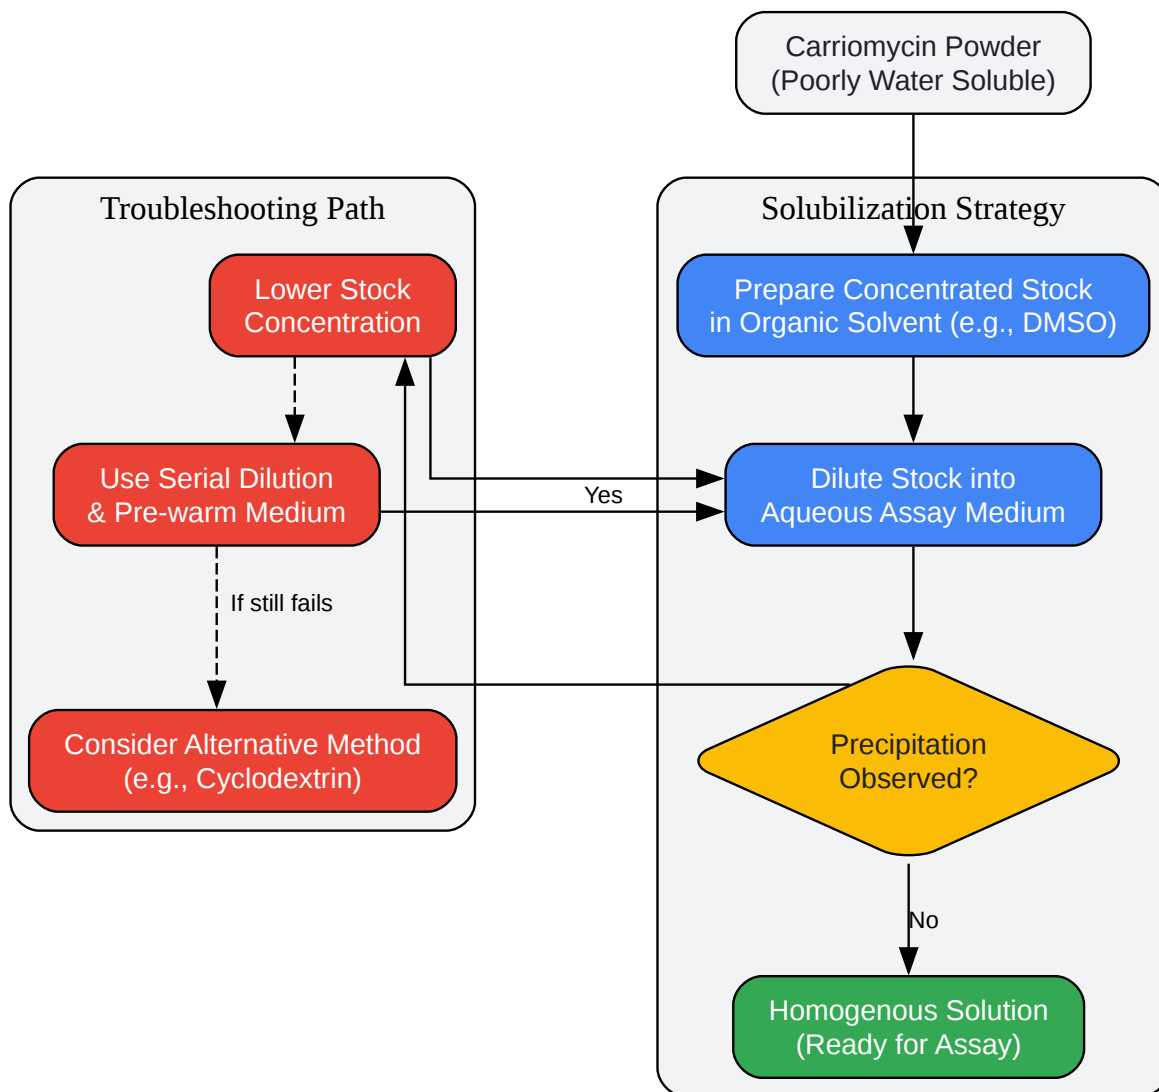 Carriomycin Powder
(Poorly Water Soluble)
Troubleshooting Path
Solubilization Strategy
Lower Stock
Concentration
Prepare Concentrated Stock
in Organic Solvent (e.g., DMSO)
Use Serial Dilution
& Pre-warm Medium
Yes
Dilute Stock into
Aqueous Assay Medium
If still fails
Consider Alternative Method
(e.g., Cyclodextrin)
Precipitation
Observed?
No
Homogenous Solution
(Ready for Assay)